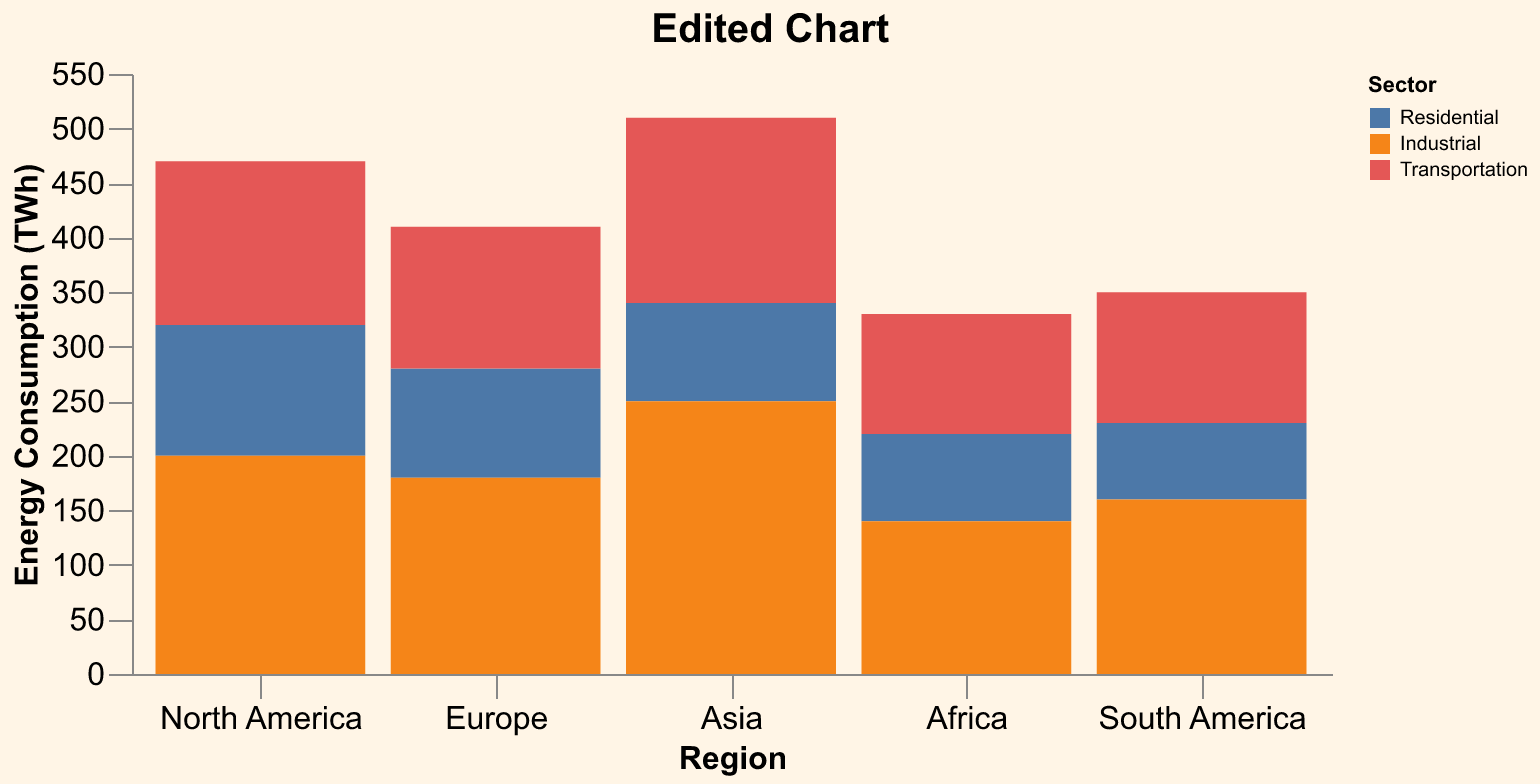 Edited Chart
Energy Consumption (TWh)
550
500
450
400
350
300
250
200
150
100
50
0
North America
Europe
Asia
Africa
South America
Region
Sector
Residential
Industrial
Transportation